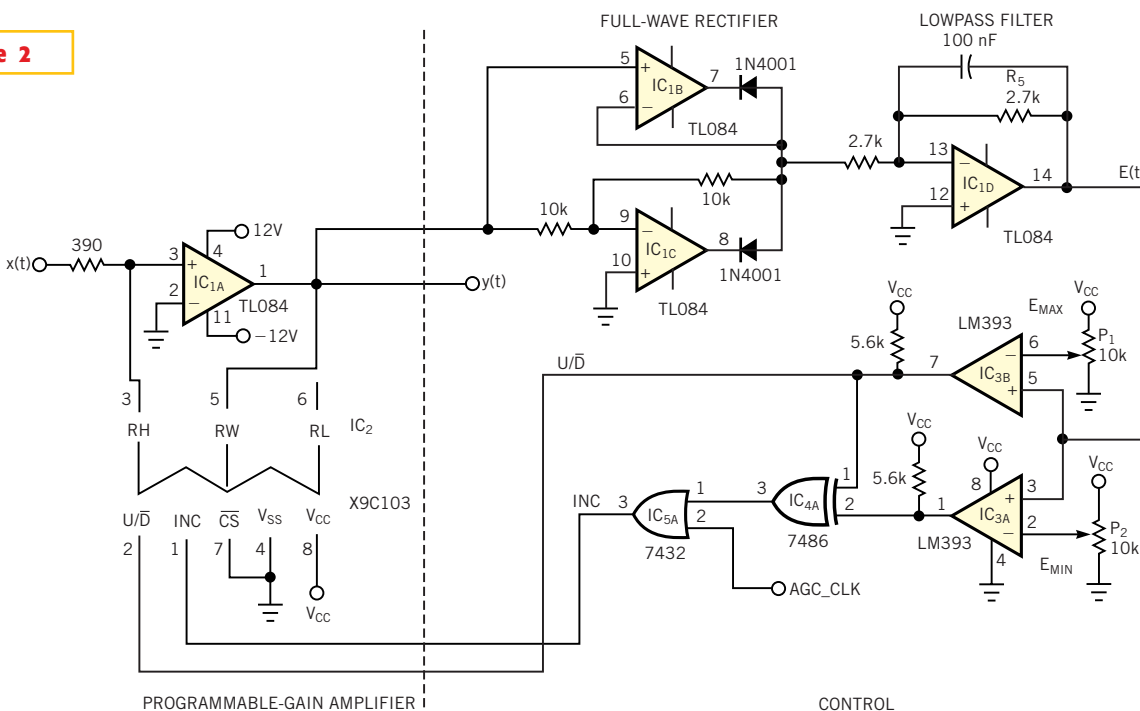 e 2
FULL-WAVE RECTIFIER
LOWPASS FILTER
100 nF
5
+
IC1B
7
1N4001
6
−
TL084
R5
2.7k
2.7k
13
−
IC1D
14
E(t
12
+
TL084
10k
10k
9
−
IC1C
8
1N4001
10
+
TL084
12V
390
x(t)
3
+
4
IC1A
1
2
−
TL084
11
−12V
y(t)
VCC
5.6k
LM393
EMAX
VCC
P1
10k
6
−
IC3B
7
5
+
U/D̅
3
5
6
RH
RW
RL
IC2
X9C103
U/D̅
INC
C̅S̅
VSS
VCC
2
1
7
4
8
VCC
INC
3
IC5A
1
2
7432
3
IC4A
1
2
7486
AGC_CLK
VCC
5.6k
VCC
8
1
IC3A
3
+
2
−
LM393
4
EMIN
VCC
P2
10k
PROGRAMMABLE-GAIN AMPLIFIER
CONTROL